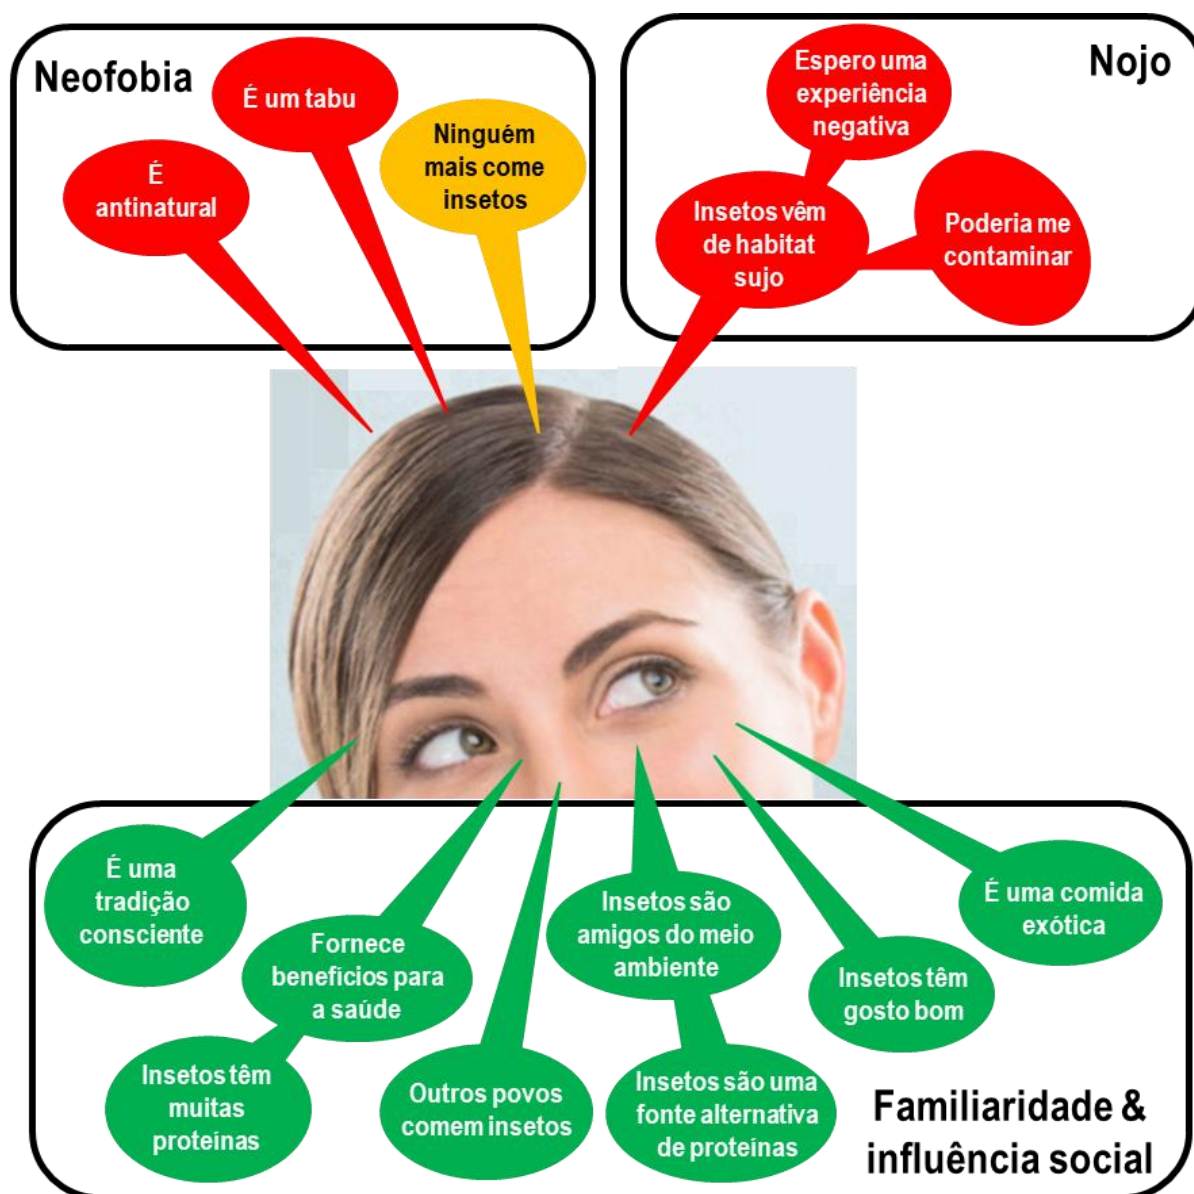 Neofobia
É um tabu
É
antinatural
Ninguém
mais come
insetos
Nojo
Espero uma
experiência
negativa
Insetos vêm
de habitat
sujo
Poderia me
contaminar
É uma
tradição
consciente
Fornece
benefícios para
a saúde
Insetos têm
muitas
proteínas
Outros povos
comem insetos
Insetos são
amigos do meio
ambiente
Insetos são uma
fonte alternativa
de proteínas
Insetos têm
gosto bom
É uma comida
exótica
Familiaridade &
influência social